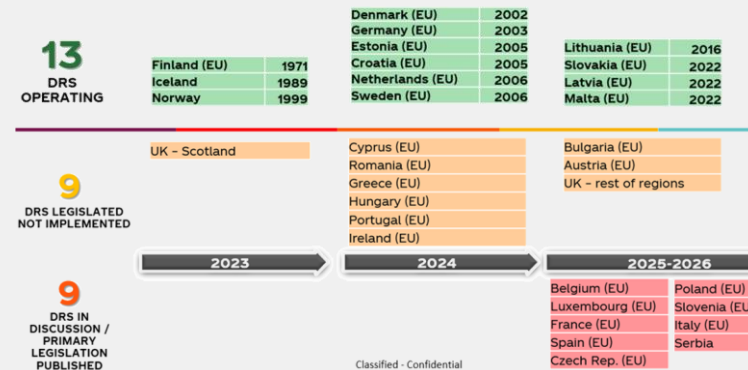 13
DRS
OPERATING
Finland (EU) 1971
Iceland 1989
Norway 1999
Denmark (EU) 2002
Germany (EU) 2003
Estonia (EU) 2005
Croatia (EU) 2005
Netherlands (EU) 2006
Sweden (EU) 2006
Lithuania (EU) 2016
Slovakia (EU) 2022
Latvia (EU) 2022
Malta (EU) 2022
9
DRS LEGISLATED
NOT IMPLEMENTED
UK – Scotland
Cyprus (EU)
Romania (EU)
Greece (EU)
Hungary (EU)
Portugal (EU)
Ireland (EU)
Bulgaria (EU)
Austria (EU)
UK – rest of regions
2023
2024
2025-2026
9
DRS IN
DISCUSSION /
PRIMARY
LEGISLATION
PUBLISHED
Belgium (EU)
Luxembourg (EU)
France (EU)
Spain (EU)
Czech Rep. (EU)
Poland (EU)
Slovenia (EU
Italy (EU)
Serbia
Classified - Confidential